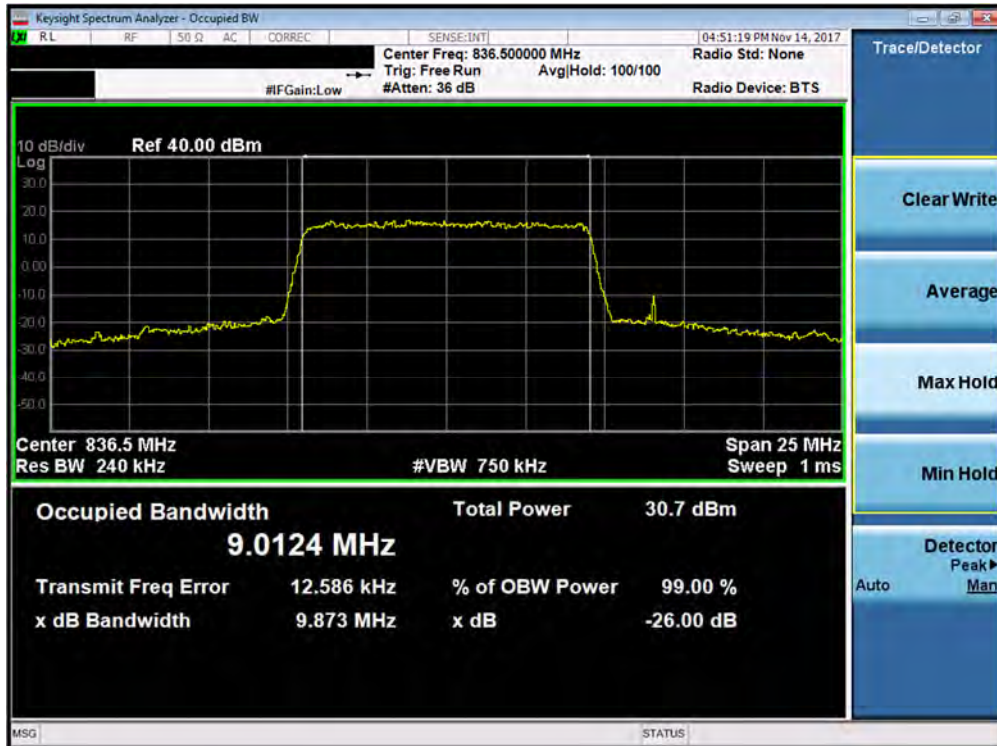 Keysight Spectrum Analyzer - Occupied BW
LXI RL RF 50 Ω AC CORREC SENSE:INT 04:51:19 PM Nov 14, 2017
Center Freq: 836.500000 MHz Radio Std: None
Trig: Free Run Avg|Hold: 100/100
#IFGain:Low #Atten: 36 dB Radio Device: BTS
Trace/Detector
10 dB/div Ref 40.00 dBm
Log
30.0
20.0
10.0
0.00
-10.0
-20.0
-30.0
-40.0
-50.0
Center 836.5 MHz Span 25 MHz
Res BW 240 kHz #VBW 750 kHz Sweep 1 ms
Occupied Bandwidth Total Power 30.7 dBm
9.0124 MHz
Transmit Freq Error 12.586 kHz % of OBW Power 99.00 %
x dB Bandwidth 9.873 MHz x dB -26.00 dB
Clear Write
Average
Max Hold
Min Hold
Detector
Peak▶
Auto Man
MSG STATUS